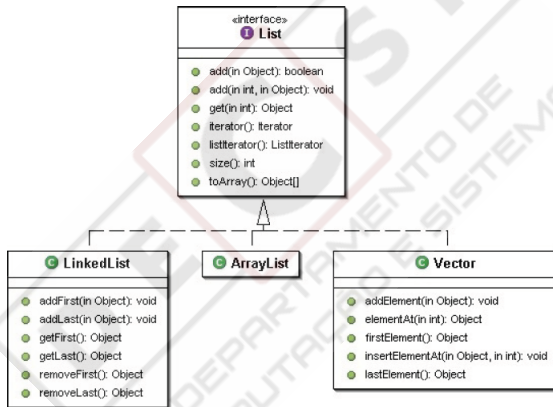 «interface»
I List
add(in Object): boolean
add(in int, in Object): void
get(in int): Object
iterator(): Iterator
listIterator(): ListIterator
size(): int
toArray(): Object[]
C LinkedList
addFirst(in Object): void
addLast(in Object): void
getFirst(): Object
getLast(): Object
removeFirst(): Object
removeLast(): Object
C ArrayList
C Vector
addElement(in Object): void
elementAt(in int): Object
firstElement(): Object
insertElementAt(in Object, in int): void
lastElement(): Object